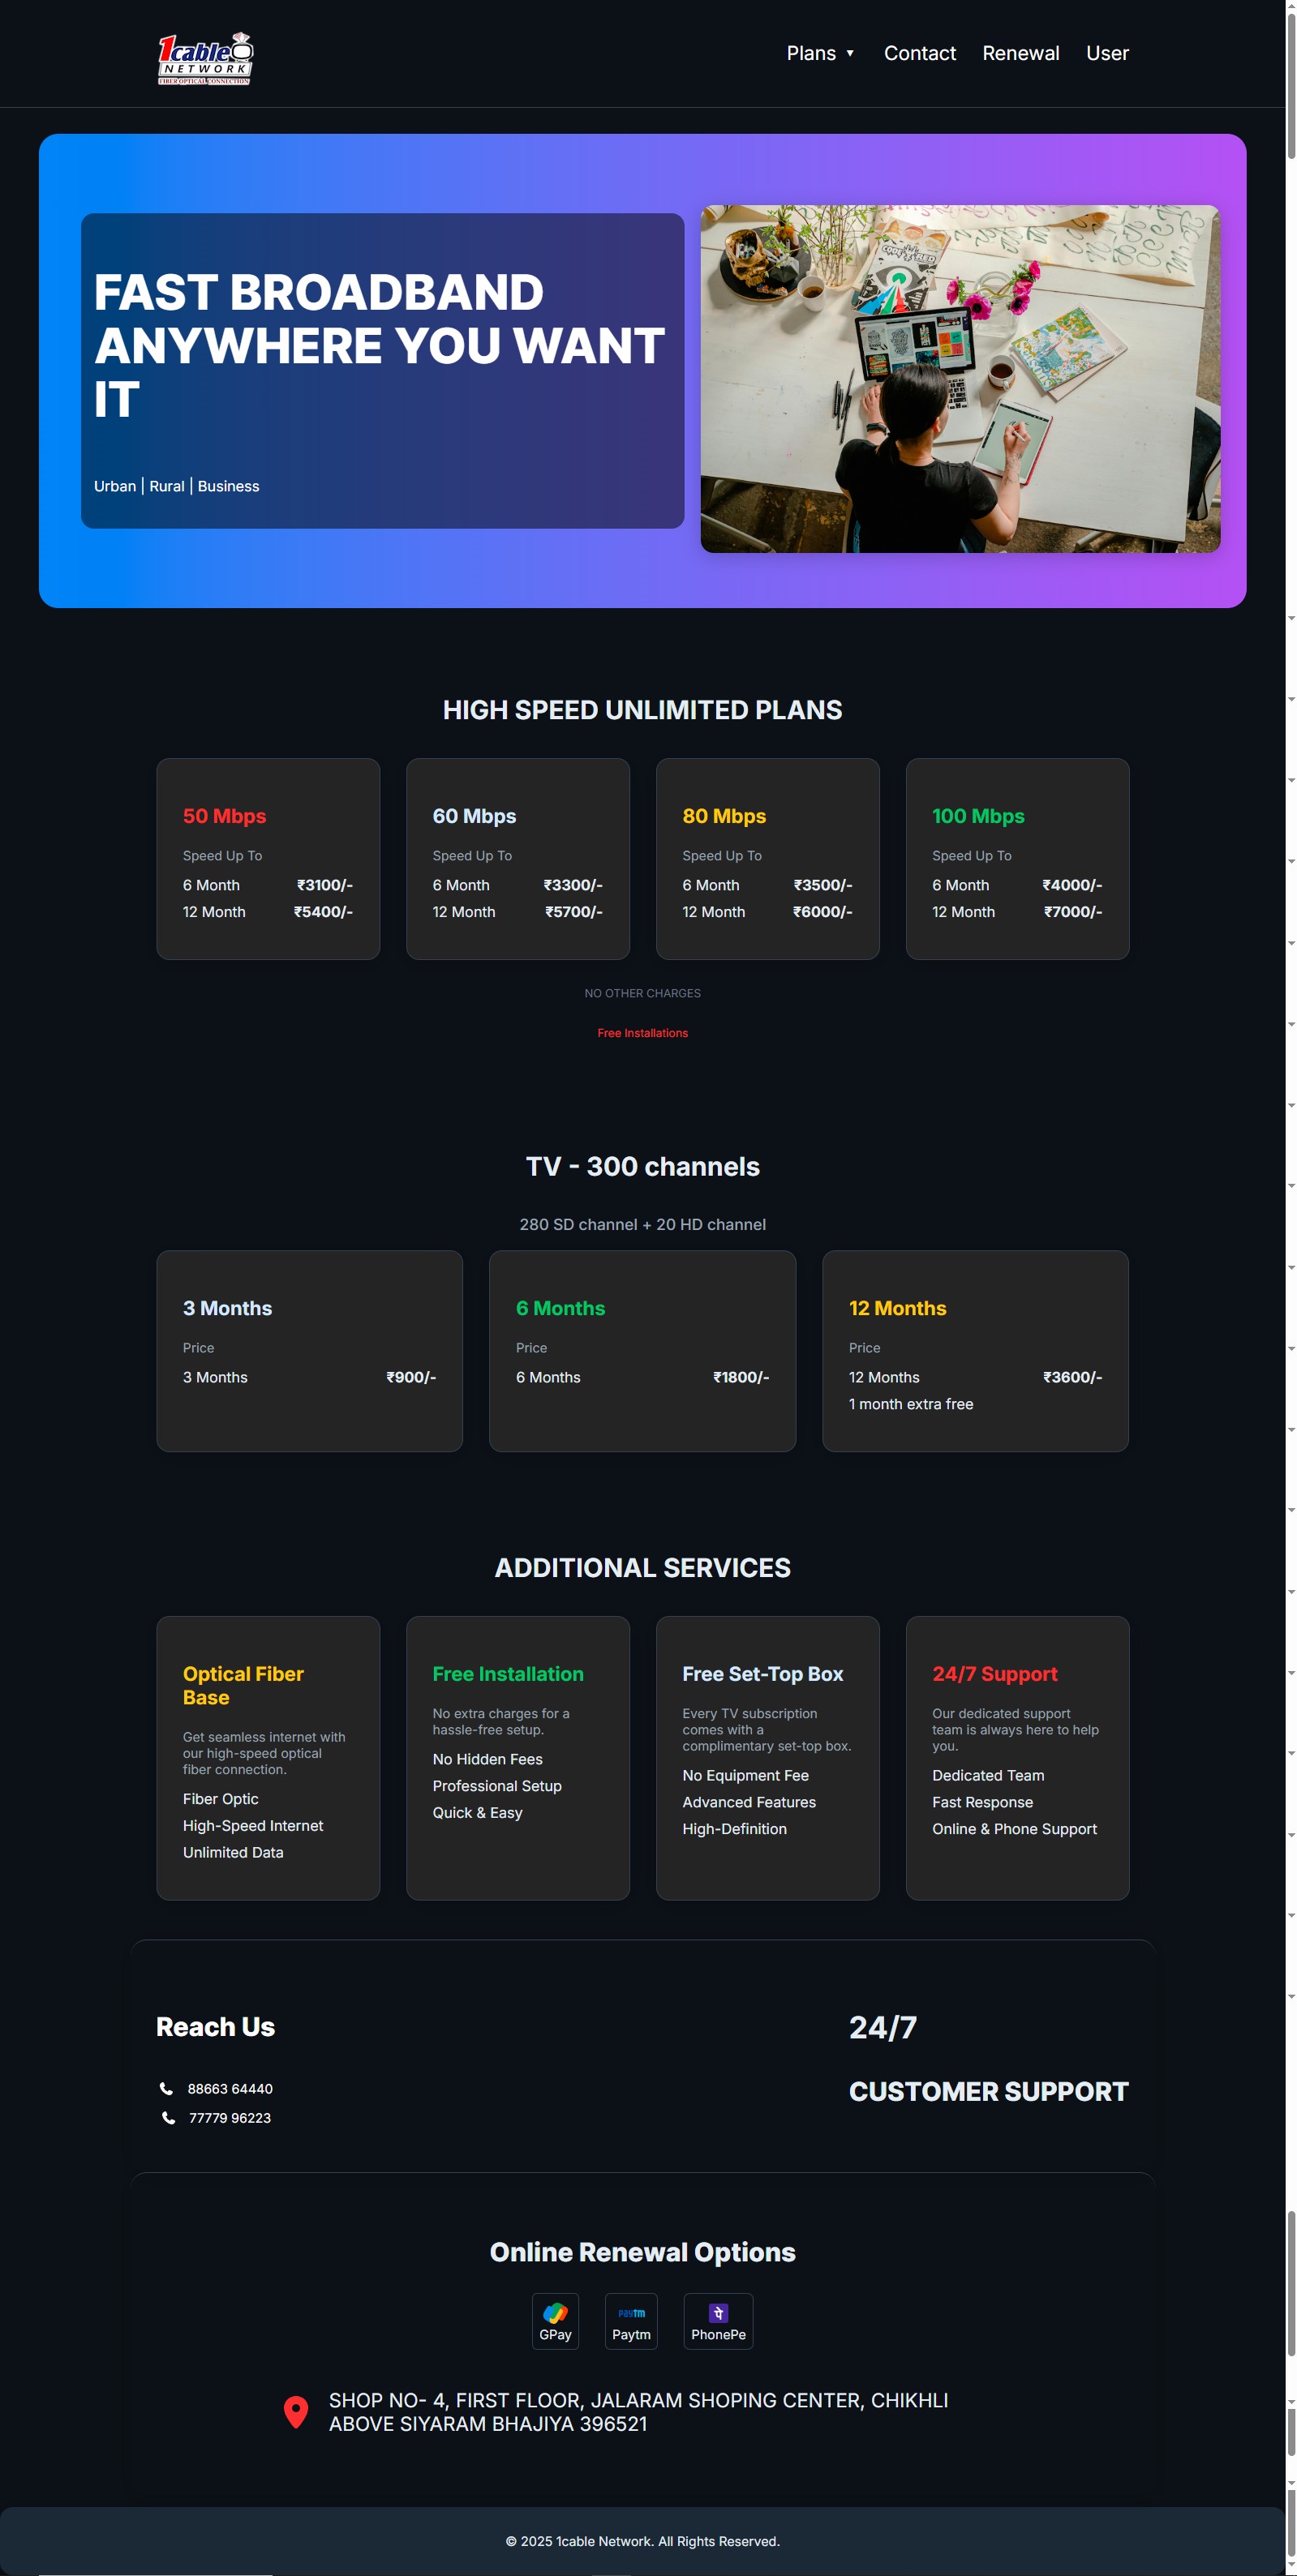 1cable
NETWORK
FIBER OPTICAL CONNECTION
Plans ▼ Contact Renewal User
FAST BROADBAND
ANYWHERE YOU WANT
IT
Urban | Rural | Business
CODE RED
HIGH SPEED UNLIMITED PLANS
50 Mbps
Speed Up To
6 Month ₹3100/-
12 Month ₹5400/-
60 Mbps
Speed Up To
6 Month ₹3300/-
12 Month ₹5700/-
80 Mbps
Speed Up To
6 Month ₹3500/-
12 Month ₹6000/-
100 Mbps
Speed Up To
6 Month ₹4000/-
12 Month ₹7000/-
NO OTHER CHARGES
Free Installations
TV - 300 channels
280 SD channel + 20 HD channel
3 Months
Price
3 Months ₹900/-
6 Months
Price
6 Months ₹1800/-
12 Months
Price
12 Months ₹3600/-
1 month extra free
ADDITIONAL SERVICES
Optical Fiber
Base
Get seamless internet with
our high-speed optical
fiber connection.
Fiber Optic
High-Speed Internet
Unlimited Data
Free Installation
No extra charges for a
hassle-free setup.
No Hidden Fees
Professional Setup
Quick & Easy
Free Set-Top Box
Every TV subscription
comes with a
complimentary set-top box.
No Equipment Fee
Advanced Features
High-Definition
24/7 Support
Our dedicated support
team is always here to help
you.
Dedicated Team
Fast Response
Online & Phone Support
Reach Us
88663 64440
77779 96223
24/7
CUSTOMER SUPPORT
Online Renewal Options
GPay
paytm
Paytm
पे
PhonePe
SHOP NO- 4, FIRST FLOOR, JALARAM SHOPING CENTER, CHIKHLI
ABOVE SIYARAM BHAJIYA 396521
© 2025 1cable Network. All Rights Reserved.